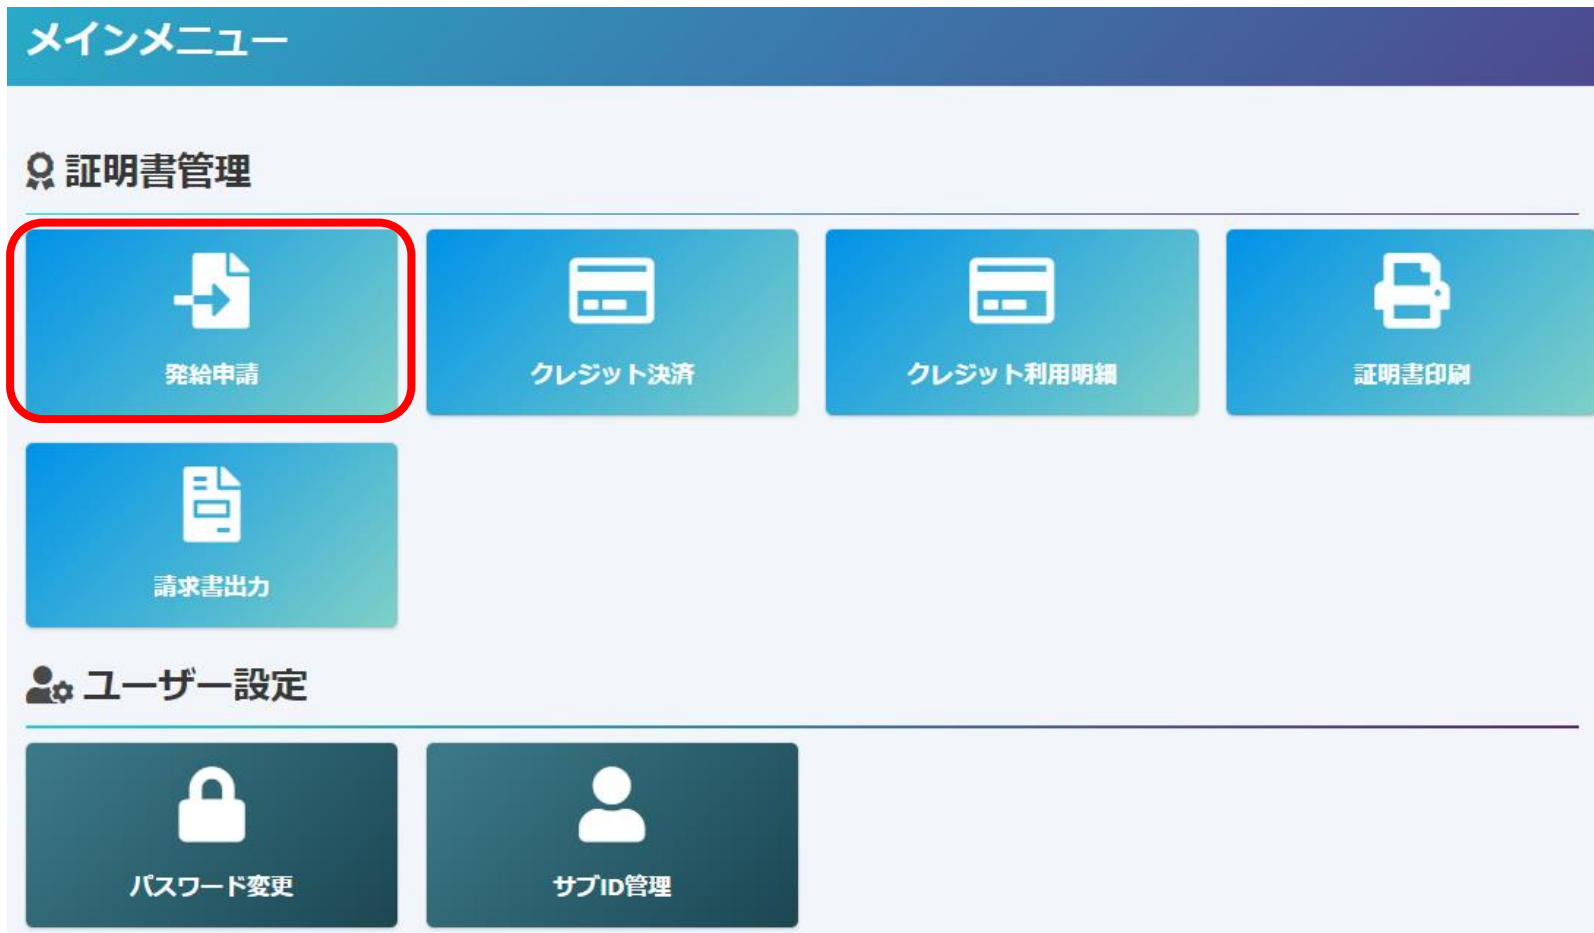 メインメニュー
証明書管理
発給申請
クレジット決済
クレジット利用明細
証明書印刷
請求書出力
ユーザー設定
パスワード変更
サブID管理